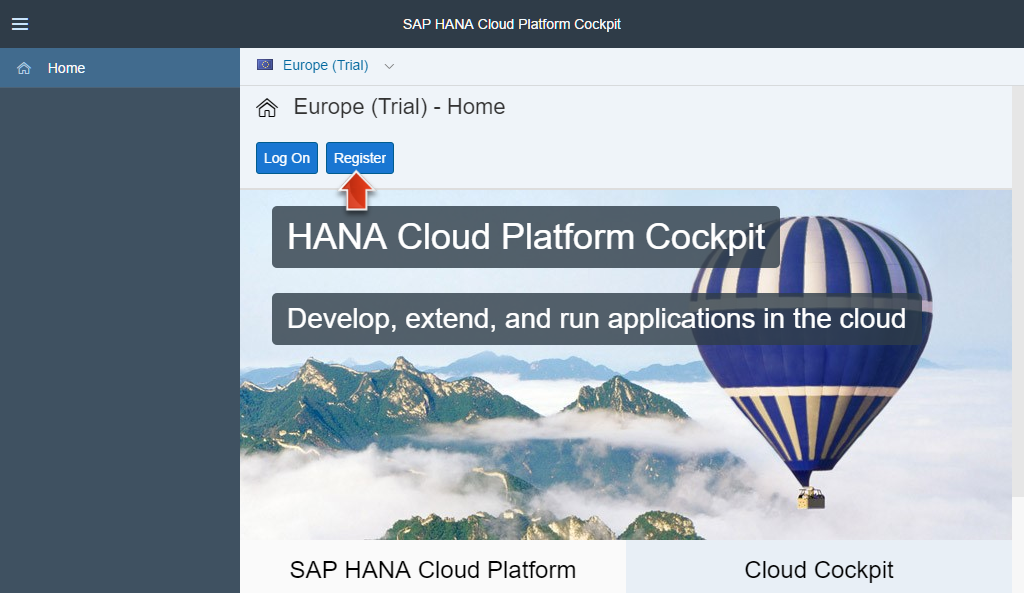 SAP HANA Cloud Platform Cockpit
Home
Europe (Trial)
Europe (Trial) - Home
Log On
Register
HANA Cloud Platform Cockpit
Develop, extend, and run applications in the cloud
SAP HANA Cloud Platform
Cloud Cockpit